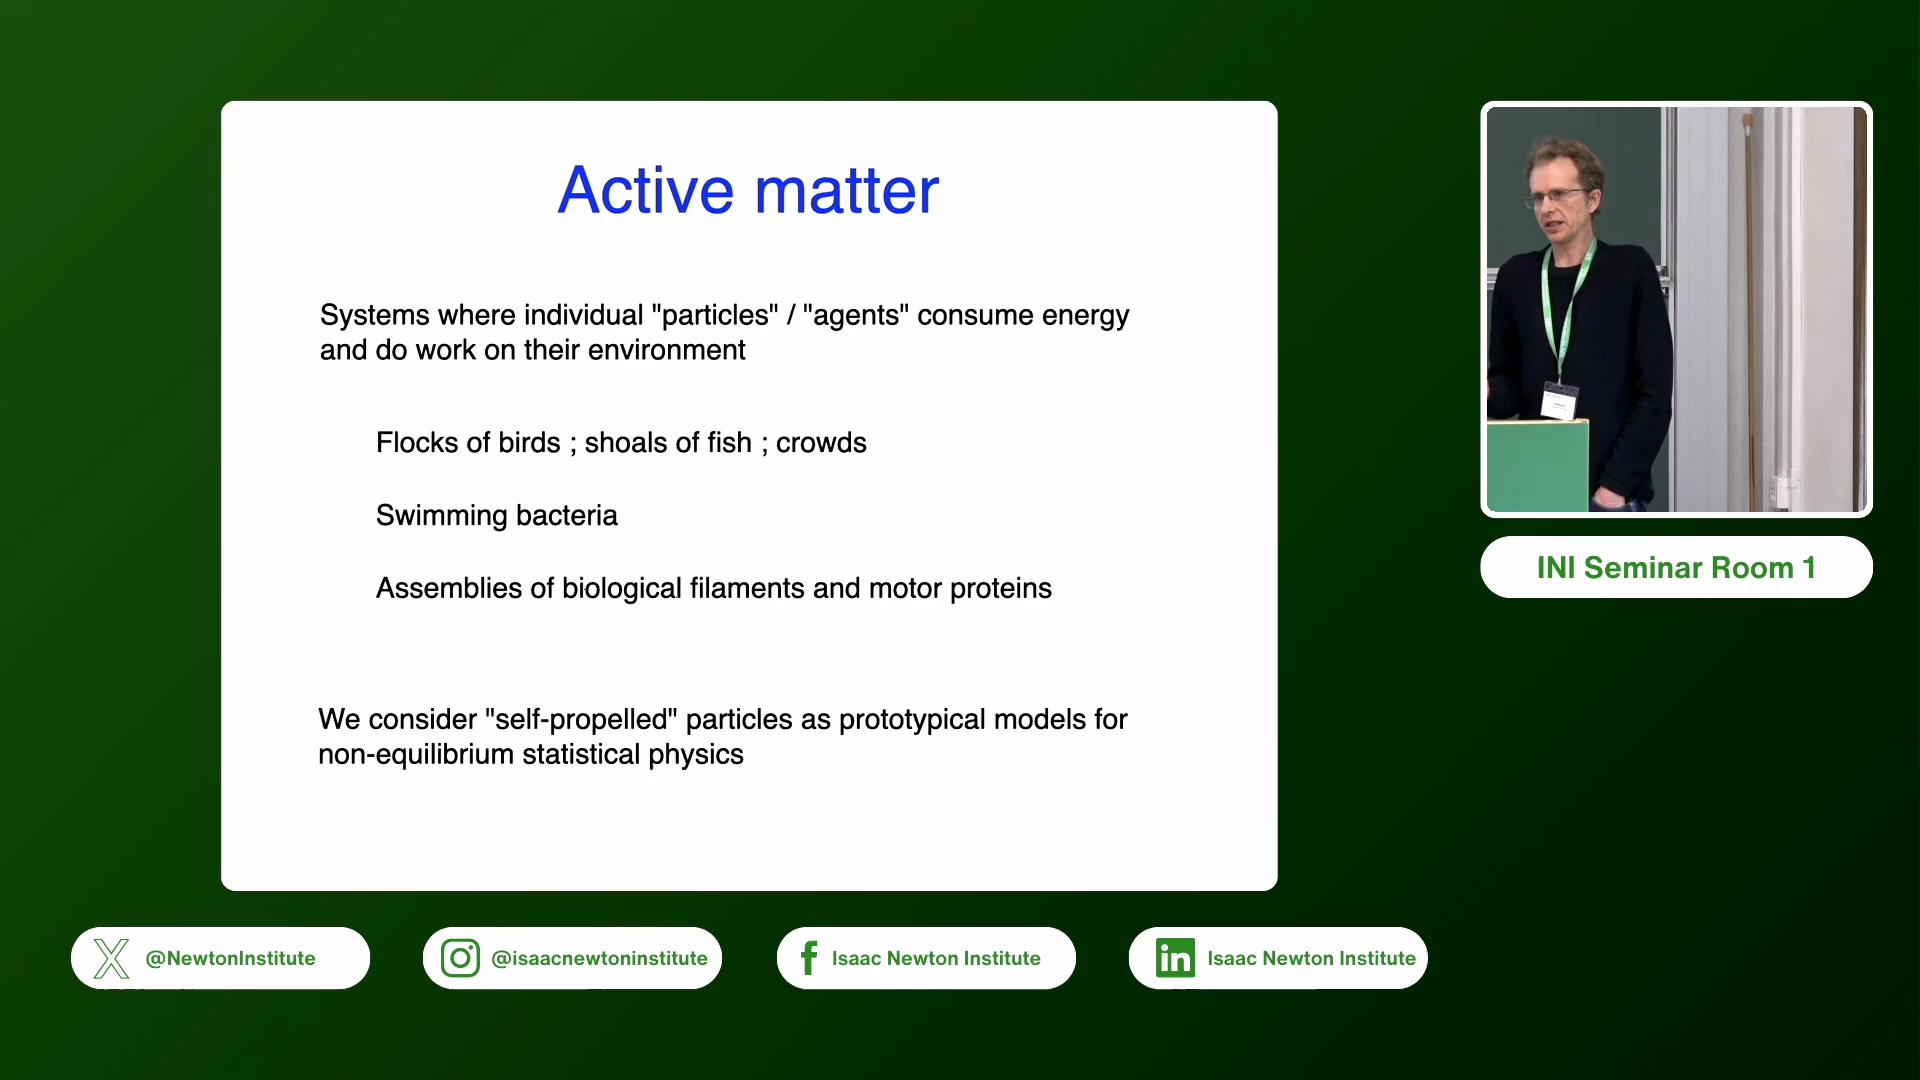 Active matter
Systems where individual "particles" / "agents" consume energy
and do work on their environment
Flocks of birds ; shoals of fish ; crowds
Swimming bacteria
Assemblies of biological filaments and motor proteins
We consider "self-propelled" particles as prototypical models for
non-equilibrium statistical physics
INI Seminar Room 1
@NewtonInstitute
@isaacnewtoninstitute
Isaac Newton Institute
Isaac Newton Institute